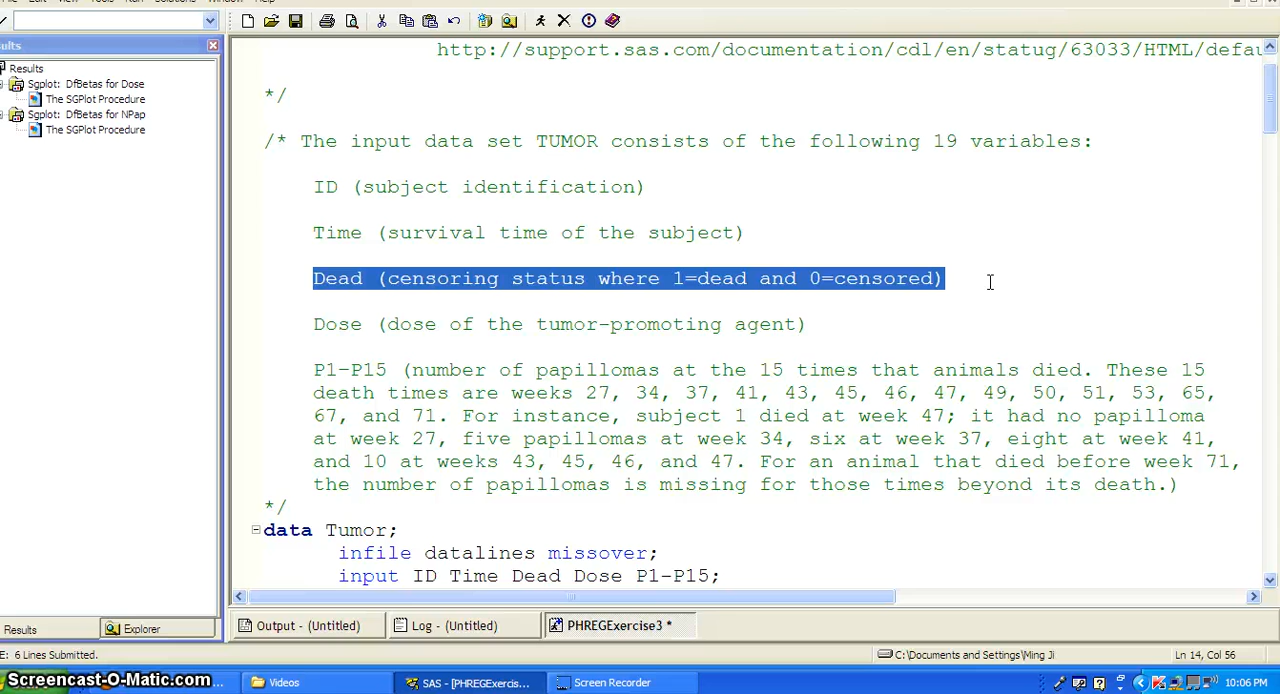 ults
Results
Sgplot: DfBetas for Dose
The SGPlot Procedure
Sgplot: DfBetas for NPap
The SGPlot Procedure
http://support.sas.com/documentation/cdl/en/statug/63033/HTML/defau
*/
/* The input data set TUMOR consists of the following 19 variables:
ID (subject identification)
Time (survival time of the subject)
Dead (censoring status where 1=dead and 0=censored)
Dose (dose of the tumor-promoting agent)
P1-P15 (number of papillomas at the 15 times that animals died. These 15
death times are weeks 27, 34, 37, 41, 43, 45, 46, 47, 49, 50, 51, 53, 65,
67, and 71. For instance, subject 1 died at week 47; it had no papilloma
at week 27, five papillomas at week 34, six at week 37, eight at week 41,
and 10 at weeks 43, 45, 46, and 47. For an animal that died before week 71,
the number of papillomas is missing for those times beyond its death.)
*/
data Tumor;
infile datalines missover;
input ID Time Dead Dose P1-P15;
Results
Explorer
Output - (Untitled)
Log - (Untitled)
PHREGExercise3 *
E: 6 Lines Submitted.
C:\Documents and Settings\Ming Ji
Ln 14, Col 56
Screencast-O-Matic.com
Videos
SAS - [PHREGExercis...
Screen Recorder
10:06 PM